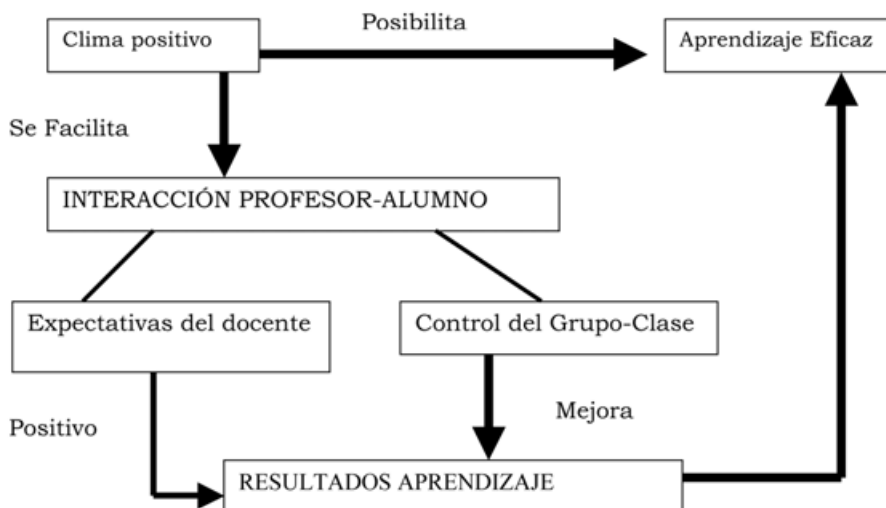 Posibilita
Clima positivo
Aprendizaje Eficaz
Se Facilita
INTERACCIÓN PROFESOR-ALUMNO
Expectativas del docente
Control del Grupo-Clase
Mejora
Positivo
RESULTADOS APRENDIZAJE